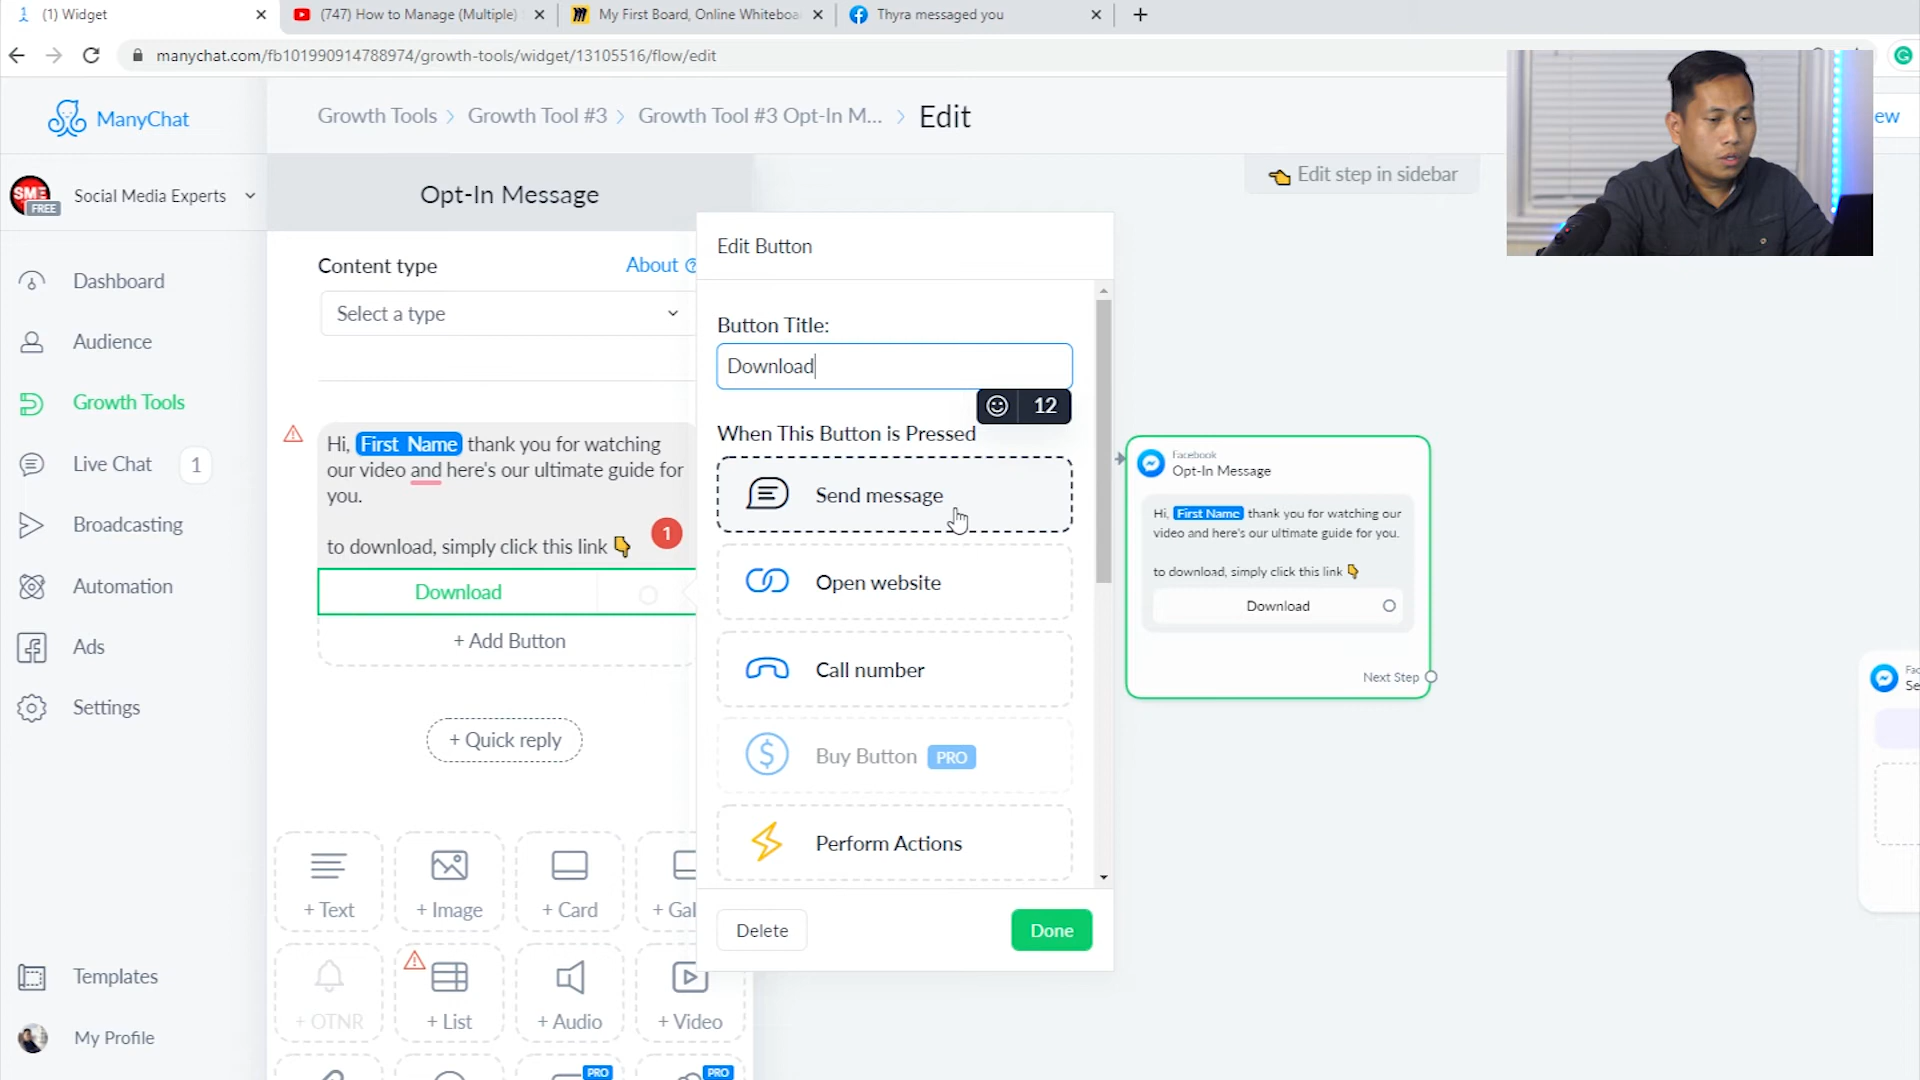 (1) Widget
(747) How to Manage (Multiple)
My First Board, Online Whiteboa
Thyra messaged you
manychat.com/fb101990914788974/growth-tools/widget/13105516/flow/edit
ManyChat
Growth Tools > Growth Tool #3 > Growth Tool #3 Opt-In M... > Edit
ew
SME
FREE
Social Media Experts
Dashboard
Audience
Growth Tools
Live Chat 1
Broadcasting
Automation
Ads
Settings
Templates
My Profile
Opt-In Message
Content type
About
Select a type
Hi, First Name thank you for watching
our video and here's our ultimate guide for
you.
to download, simply click this link
1
Download
+ Add Button
+ Quick reply
+ Text
+ Image
+ Card
+ Gal
+ OTNR
+ List
+ Audio
+ Video
PRO
PRO
Edit Button
Button Title:
Download
12
When This Button is Pressed
Send message
Open website
Call number
Buy Button PRO
Perform Actions
Delete
Done
Edit step in sidebar
Facebook
Opt-In Message
Hi, First Name thank you for watching our
video and here's our ultimate guide for you.
to download, simply click this link
Download
Next Step
Fac
Se